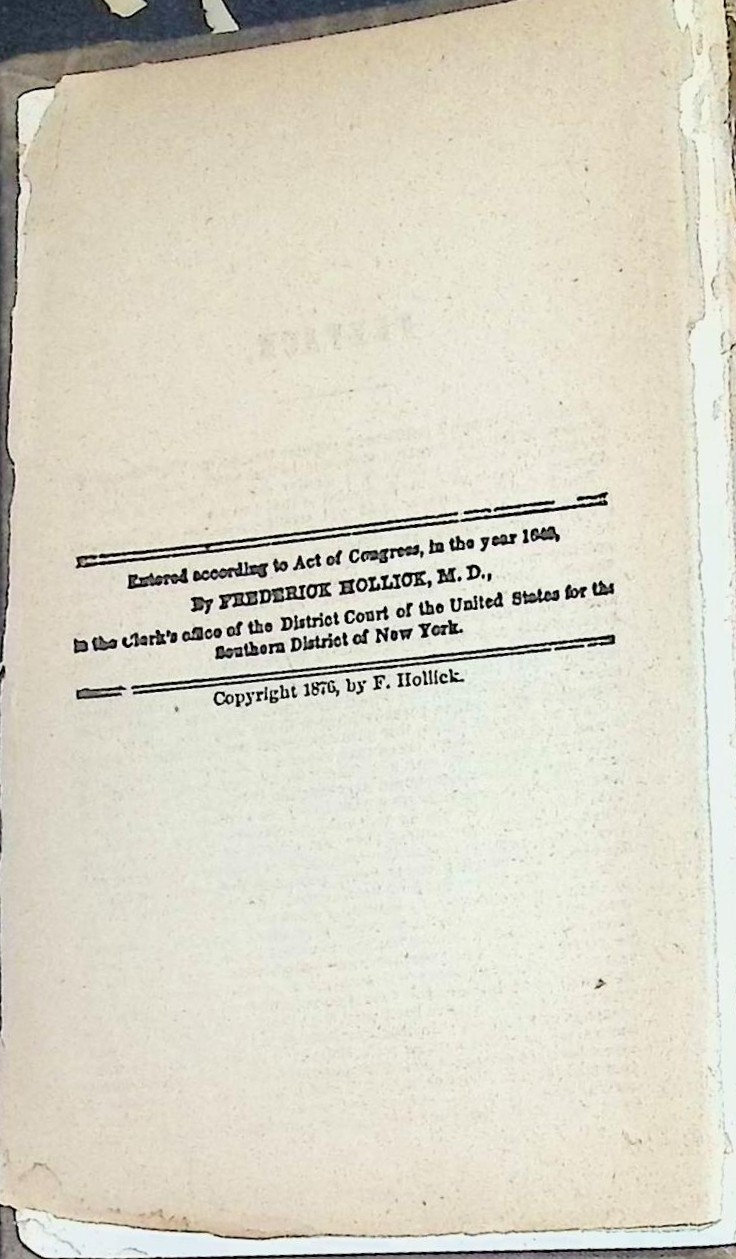 Entered according to Act of Congress, in the year
By FREDERICK HOLLICK, M. D.,
In the Clerk's office of the District Court of the United States for the
Southern District of New York.
Copyright 1876, by F. Hollick.